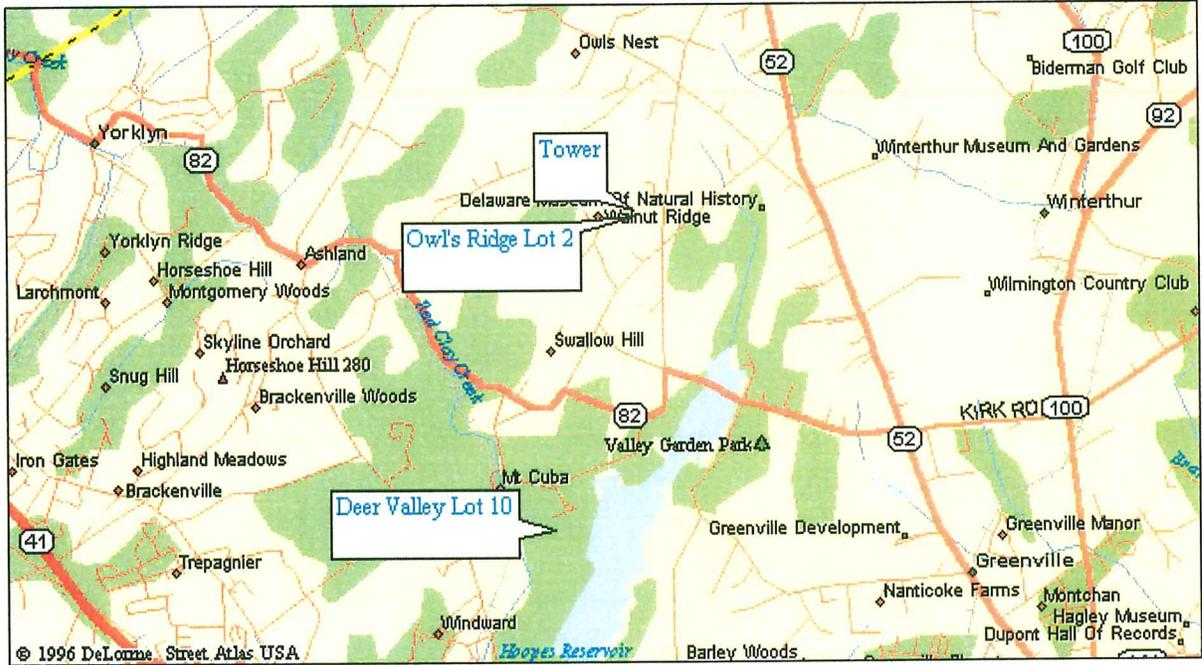 Owls Nest
52
100
Biderman Golf Club
92
Yorklyn
82
Tower
Winterthur Museum And Gardens
Delaware Museum Of Natural History
Walnut Ridge
Winterthur
Owl's Ridge Lot 2
Yorklyn Ridge
Ashland
Horseshoe Hill
Larchmont
Montgomery Woods
Wilmington Country Club
Red Clay Creek
Skyline Orchard
Swallow Hill
Horseshoe Hill 280
Snug Hill
Brackenville Woods
82
KIRK RD
100
52
Valley Garden Park
Iron Gates
Highland Meadows
Mt Cuba
Brackenville
Deer Valley Lot 10
41
Greenville Development
Greenville Manor
Trepagnier
Greenville
Nanticoke Farms
Montchan
Windward
Hagley Museum
Dupont Hall Of Records
© 1996 DeLorme Street Atlas USA
Hoopes Reservoir
Barley Woods